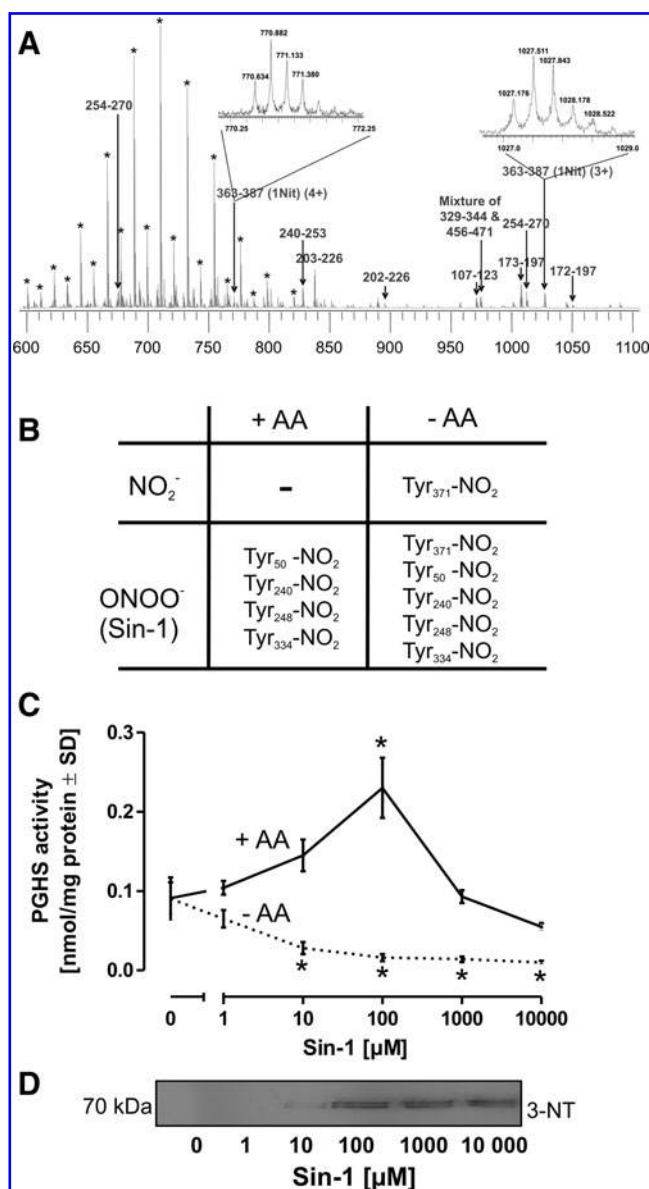 A
770.882
771.133
770.634
771.380
770.25
772.25
1027.511
1027.843
1027.176
1028.178
1028.522
1027.0
1029.0
254-270
363-387 (1Nit) (4+)
363-387 (1Nit) (3+)
Mixture of
329-344 &
456-471
254-270
240-253
203-226
202-226
107-123
173-197
172-197
600 650 700 750 800 850 900 950 1000 1050 1100
B
+ AA - AA
NO₂⁻ - Tyr₃₇₁-NO₂
ONOO⁻
(Sin-1)
Tyr₅₀ -NO₂
Tyr₂₄₀-NO₂
Tyr₂₄₈-NO₂
Tyr₃₃₄-NO₂
Tyr₃₇₁-NO₂
Tyr₅₀ -NO₂
Tyr₂₄₀-NO₂
Tyr₂₄₈-NO₂
Tyr₃₃₄-NO₂
C
PGHS activity
[nmol/mg protein ± SD]
0.3
0.2
0.1
0.0
+ AA
- AA
* * * * *
0 1 10 100 1000 10000
Sin-1 [µM]
D
70 kDa 3-NT
0 1 10 100 1000 10 000
Sin-1 [µM]